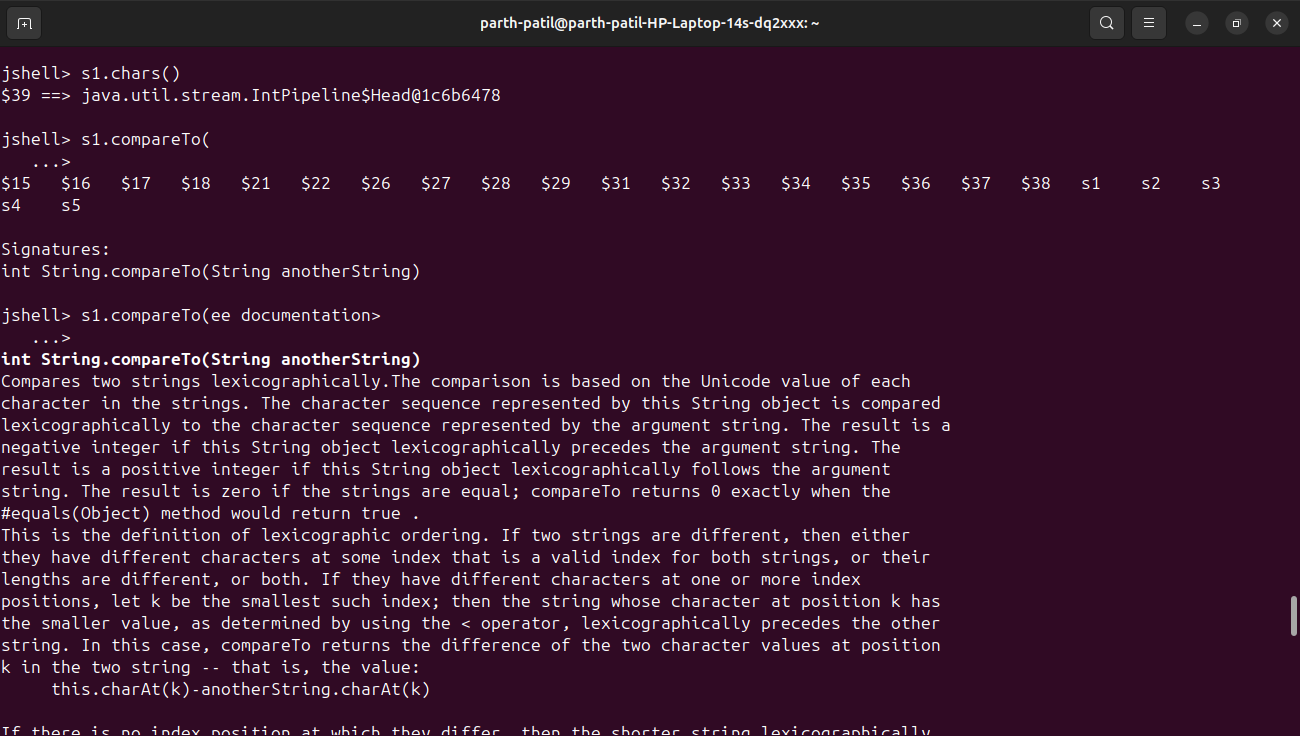 parth-patil@parth-patil-HP-Laptop-14s-dq2xxx: ~
jshell> s1.chars()
$39 ==> java.util.stream.IntPipeline$Head@1c6b6478
jshell> s1.compareTo(
...>
$15 $16 $17 $18 $21 $22 $26 $27 $28 $29 $31 $32 $33 $34 $35 $36 $37 $38 s1 s2 s3
s4 s5
Signatures:
int String.compareTo(String anotherString)
jshell> s1.compareTo(ee documentation>
...>
int String.compareTo(String anotherString)
Compares two strings lexicographically.The comparison is based on the Unicode value of each
character in the strings. The character sequence represented by this String object is compared
lexicographically to the character sequence represented by the argument string. The result is a
negative integer if this String object lexicographically precedes the argument string. The
result is a positive integer if this String object lexicographically follows the argument
string. The result is zero if the strings are equal; compareTo returns 0 exactly when the
#equals(Object) method would return true .
This is the definition of lexicographic ordering. If two strings are different, then either
they have different characters at some index that is a valid index for both strings, or their
lengths are different, or both. If they have different characters at one or more index
positions, let k be the smallest such index; then the string whose character at position k has
the smaller value, as determined by using the < operator, lexicographically precedes the other
string. In this case, compareTo returns the difference of the two character values at position
k in the two string -- that is, the value:
this.charAt(k)-anotherString.charAt(k)
If there is no index position at which they differ, then the shorter string lexicographically